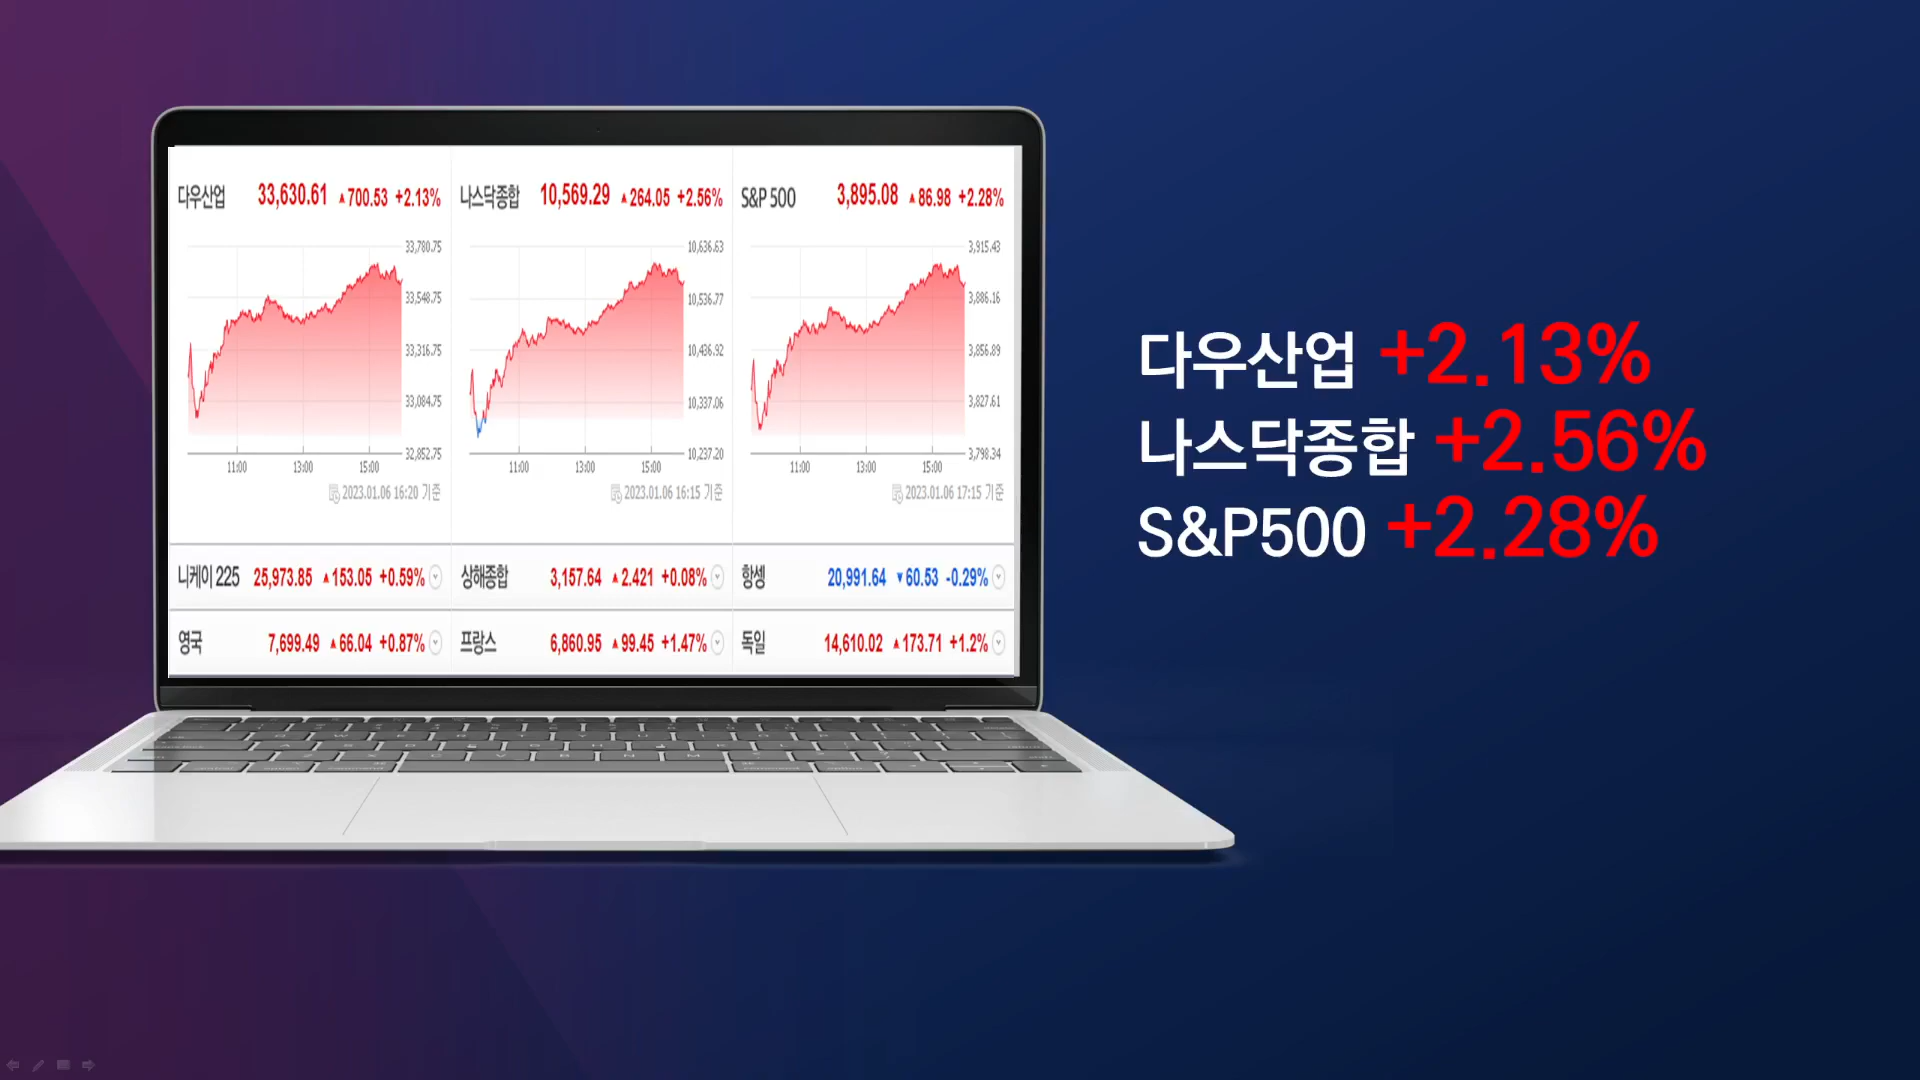 다우산업 33,630.61 ▲700.53 +2.13%
33,780.75
33,548.75
33,316.75
33,084.75
32,852.75
11:00 13:00 15:00
2023.01.06 16:20 기준
나스닥종합 10,569.29 ▲264.05 +2.56%
10,636.63
10,536.77
10,436.92
10,337.06
10,237.20
11:00 13:00 15:00
2023.01.06 16:15 기준
S&P 500 3,895.08 ▲86.98 +2.28%
3,915.43
3,886.16
3,856.89
3,827.61
3,798.34
11:00 13:00 15:00
2023.01.06 17:15 기준
니케이 225 25,973.85 ▲153.05 +0.59%
상해종합 3,157.64 ▲2.421 +0.08%
항셍 20,991.64 ▼60.53 -0.29%
영국 7,699.49 ▲66.04 +0.87%
프랑스 6,860.95 ▲99.45 +1.47%
독일 14,610.02 ▲173.71 +1.2%
다우산업 +2.13%
나스닥종합 +2.56%
S&P500 +2.28%